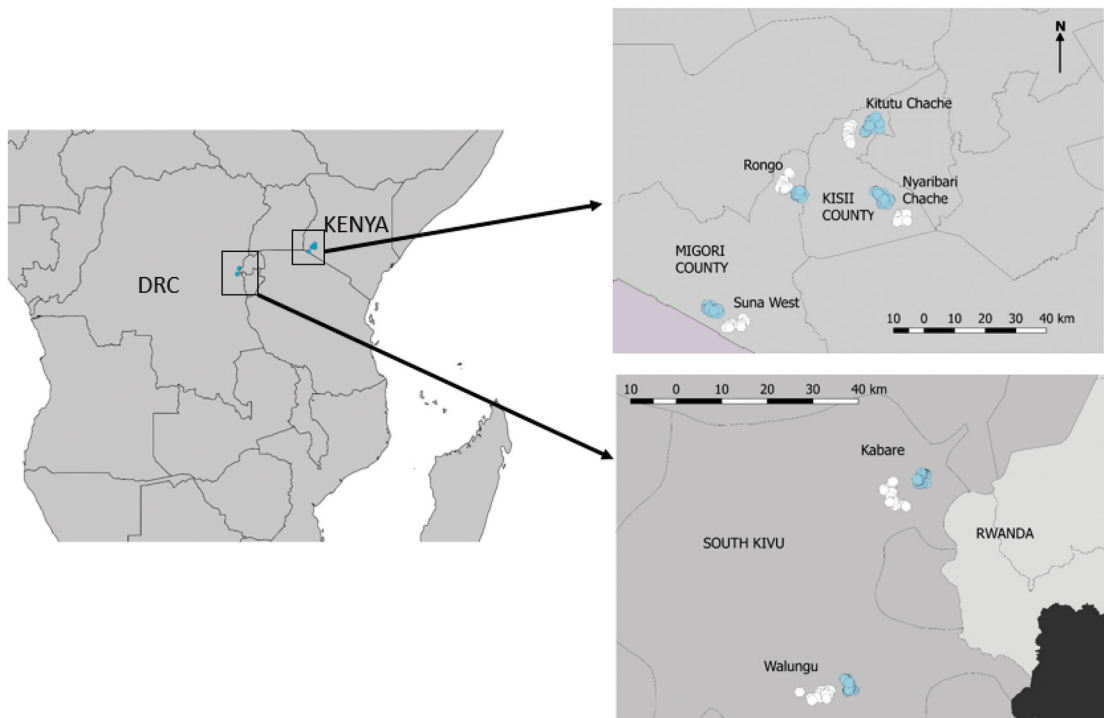 KENYA
DRC
N
Kitutu Chache
Rongo
Nyaribari
Chache
KISII
COUNTY
MIGORI
COUNTY
Suna West
10 0 10 20 30 40 km
10 0 10 20 30 40 km
Kabare
SOUTH KIVU
RWANDA
Walungu